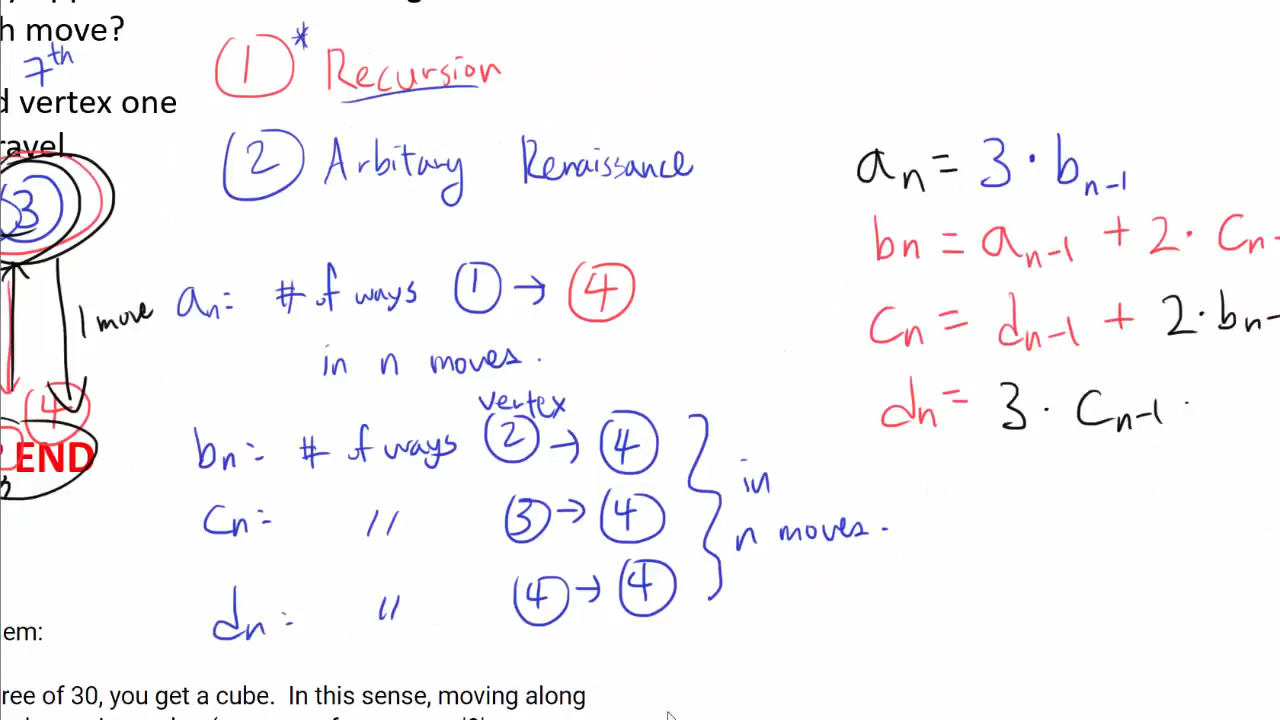 h move?
7th
1* Recursion
d vertex one
ravel
2 Arbitary Renaissance
3
an = 3 · bn-1
bn = an-1 + 2 · cn-
cn = dn-1 + 2 · bn-
dn = 3 · cn-1 ·
1 move
an = # of ways 1 → 4
in n moves.
4
END
vertex
bn = # of ways 2 → 4
cn = // 3 → 4
dn = // 4 → 4
in
n moves.
em:
ree of 30, you get a cube. In this sense, moving along